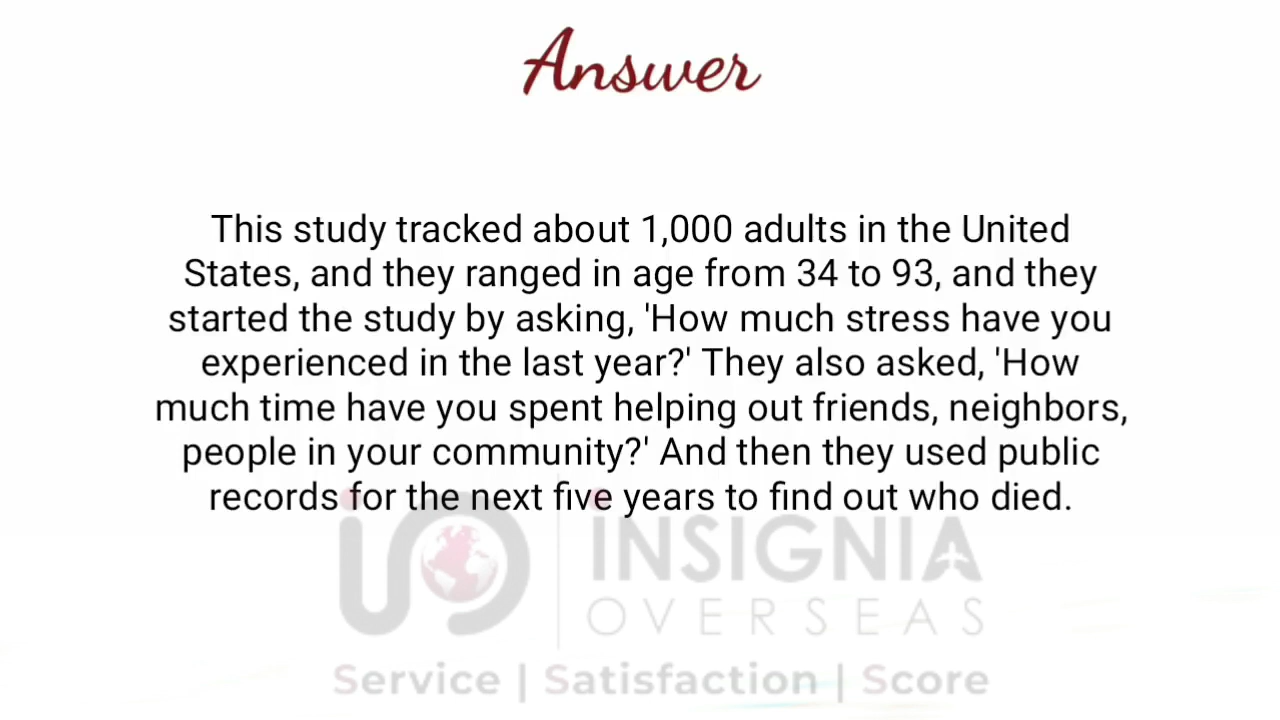 Answer
This study tracked about 1,000 adults in the United
States, and they ranged in age from 34 to 93, and they
started the study by asking, 'How much stress have you
experienced in the last year?' They also asked, 'How
much time have you spent helping out friends, neighbors,
people in your community?' And then they used public
records for the next five years to find out who died.
iNSIGNIA
OVERSEAS
Service | Satisfaction | Score